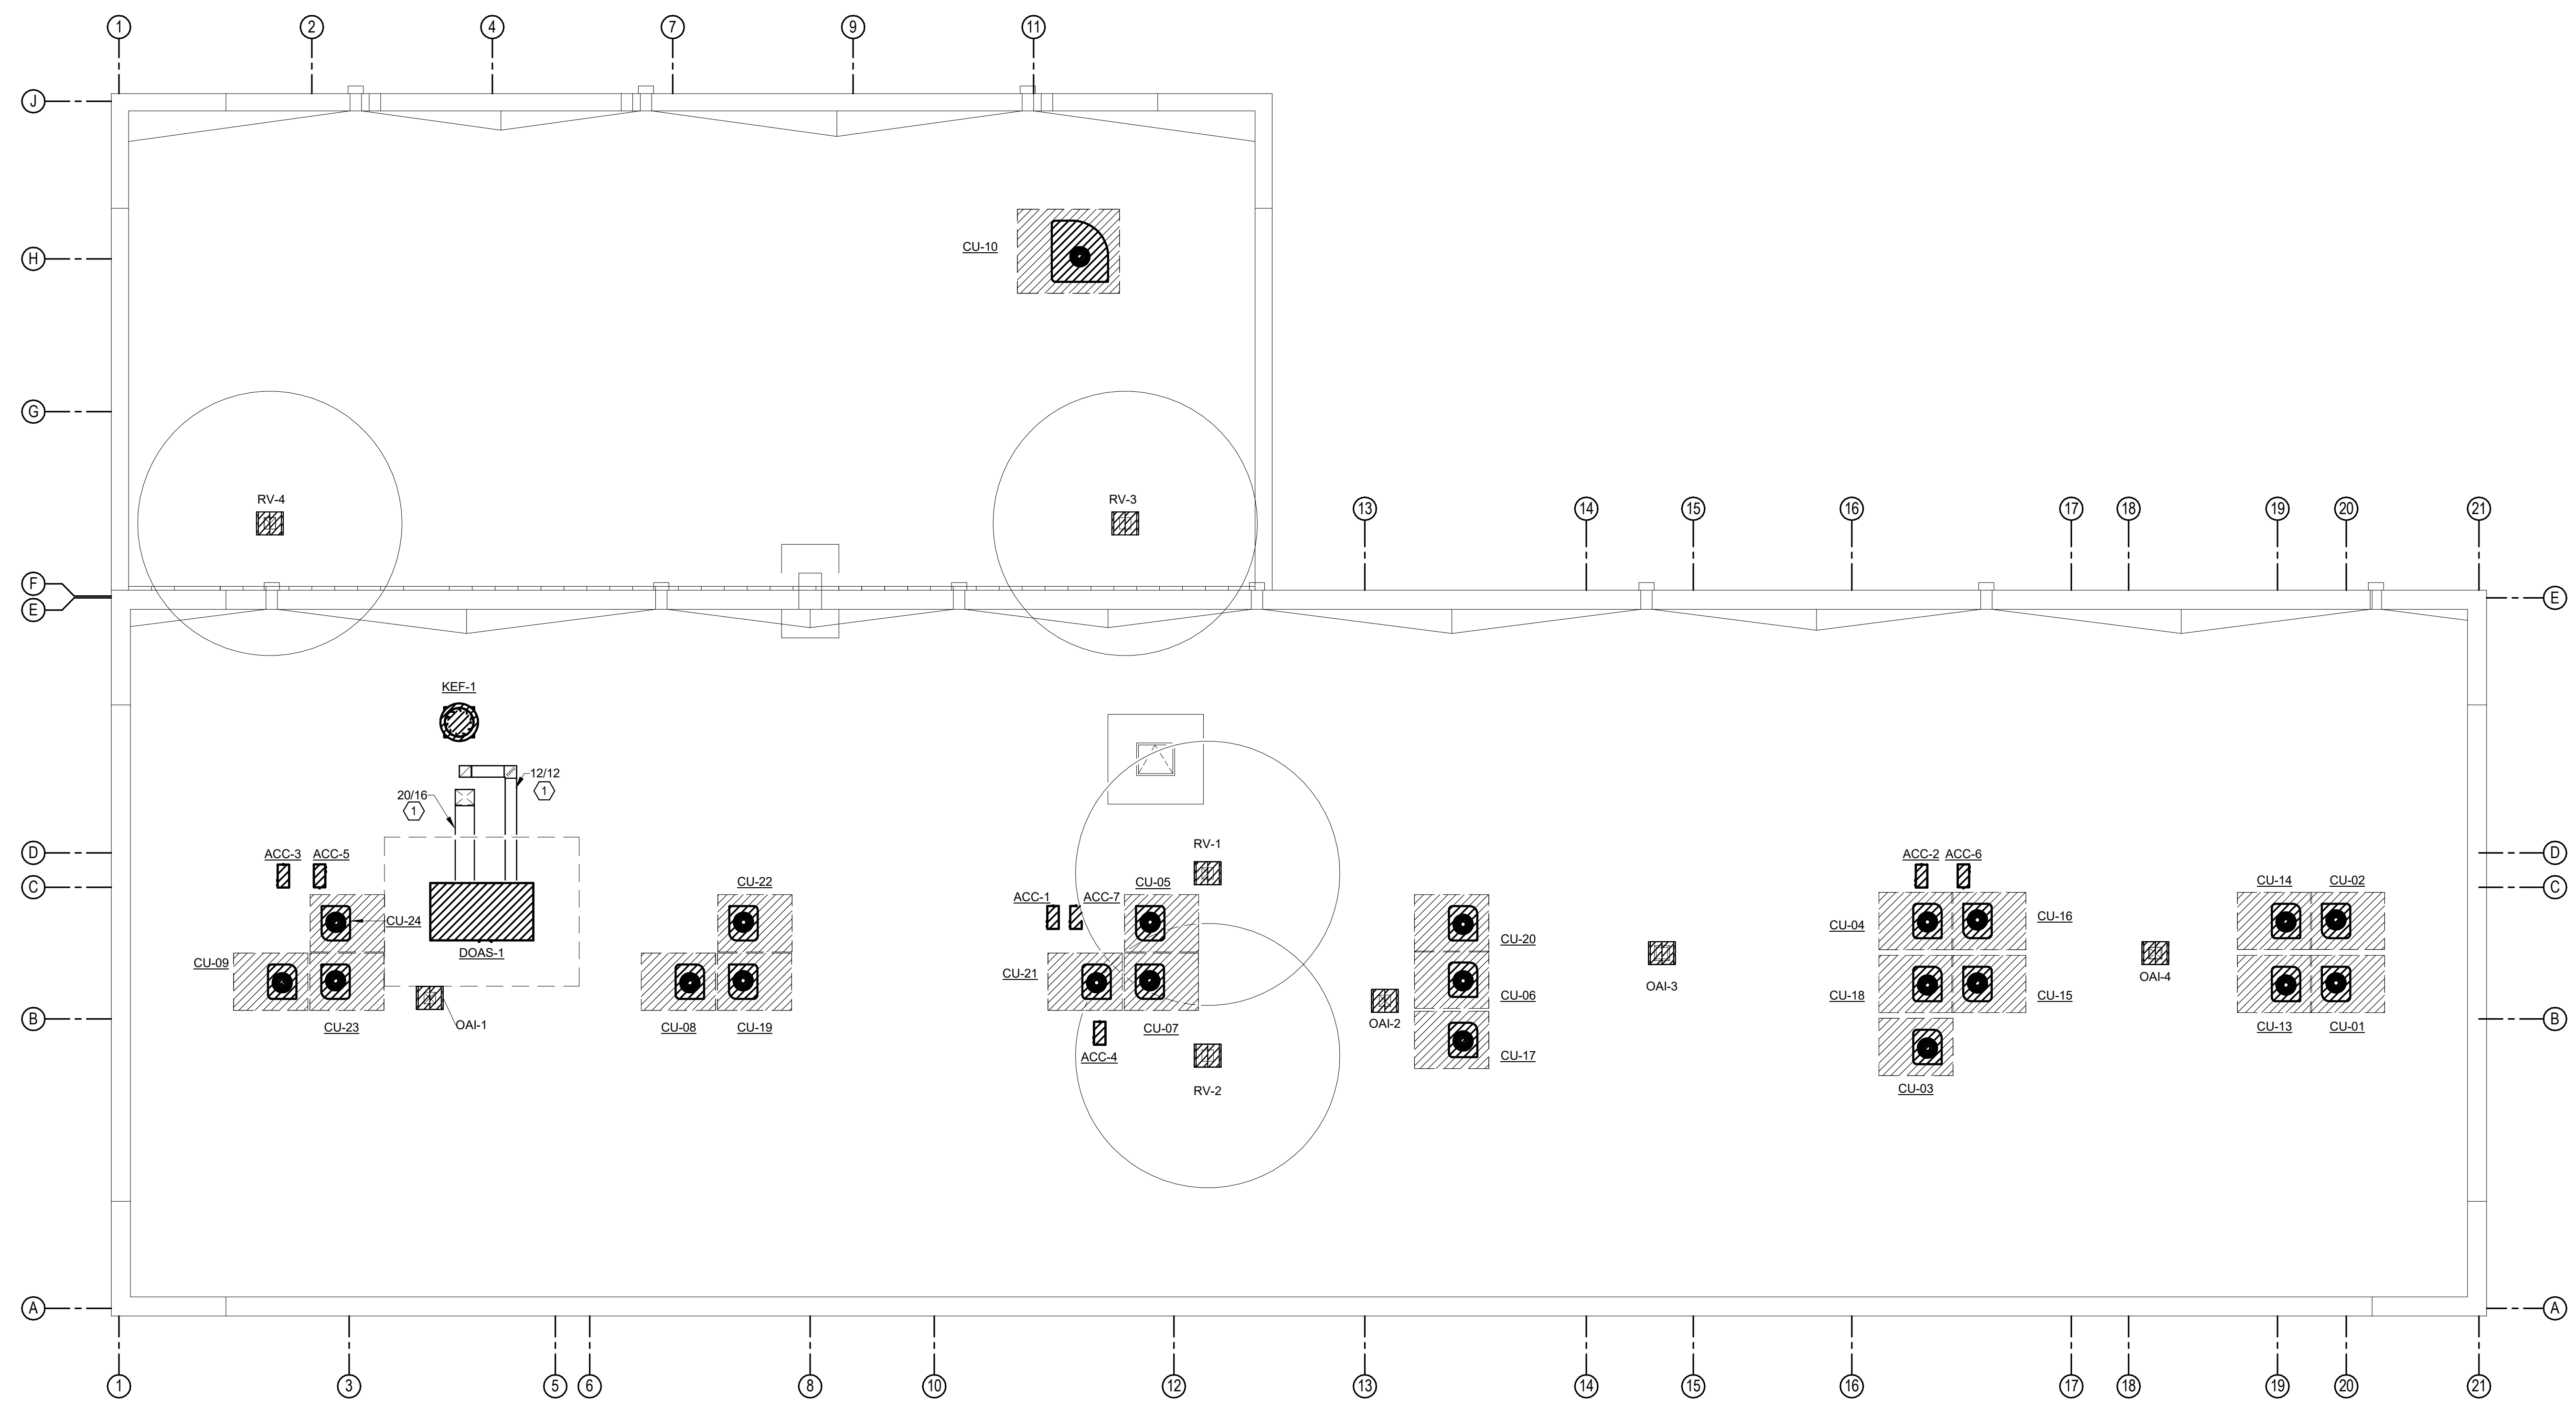 1 2 4 7 9 11
J
H
CU-10
G
RV-4 RV-3
13 14 15 16 17 18 19 20 21
F
E E
KEF-1
12/12
1
20/16
1
RV-1
D D
ACC-3 ACC-5 ACC-2 ACC-6
C C
CU-22 CU-05 CU-14 CU-02
ACC-1 ACC-7
CU-24 CU-04 CU-16
CU-20
DOAS-1
CU-09 CU-21
OAI-3 OAI-4
CU-06 CU-18 CU-15
B B
OAI-1 OAI-2
CU-23 CU-08 CU-19 CU-07 CU-13 CU-01
ACC-4 CU-17
RV-2 CU-03
A A
1 3 5 6 8 10 12 13 14 15 16 17 18 19 20 21